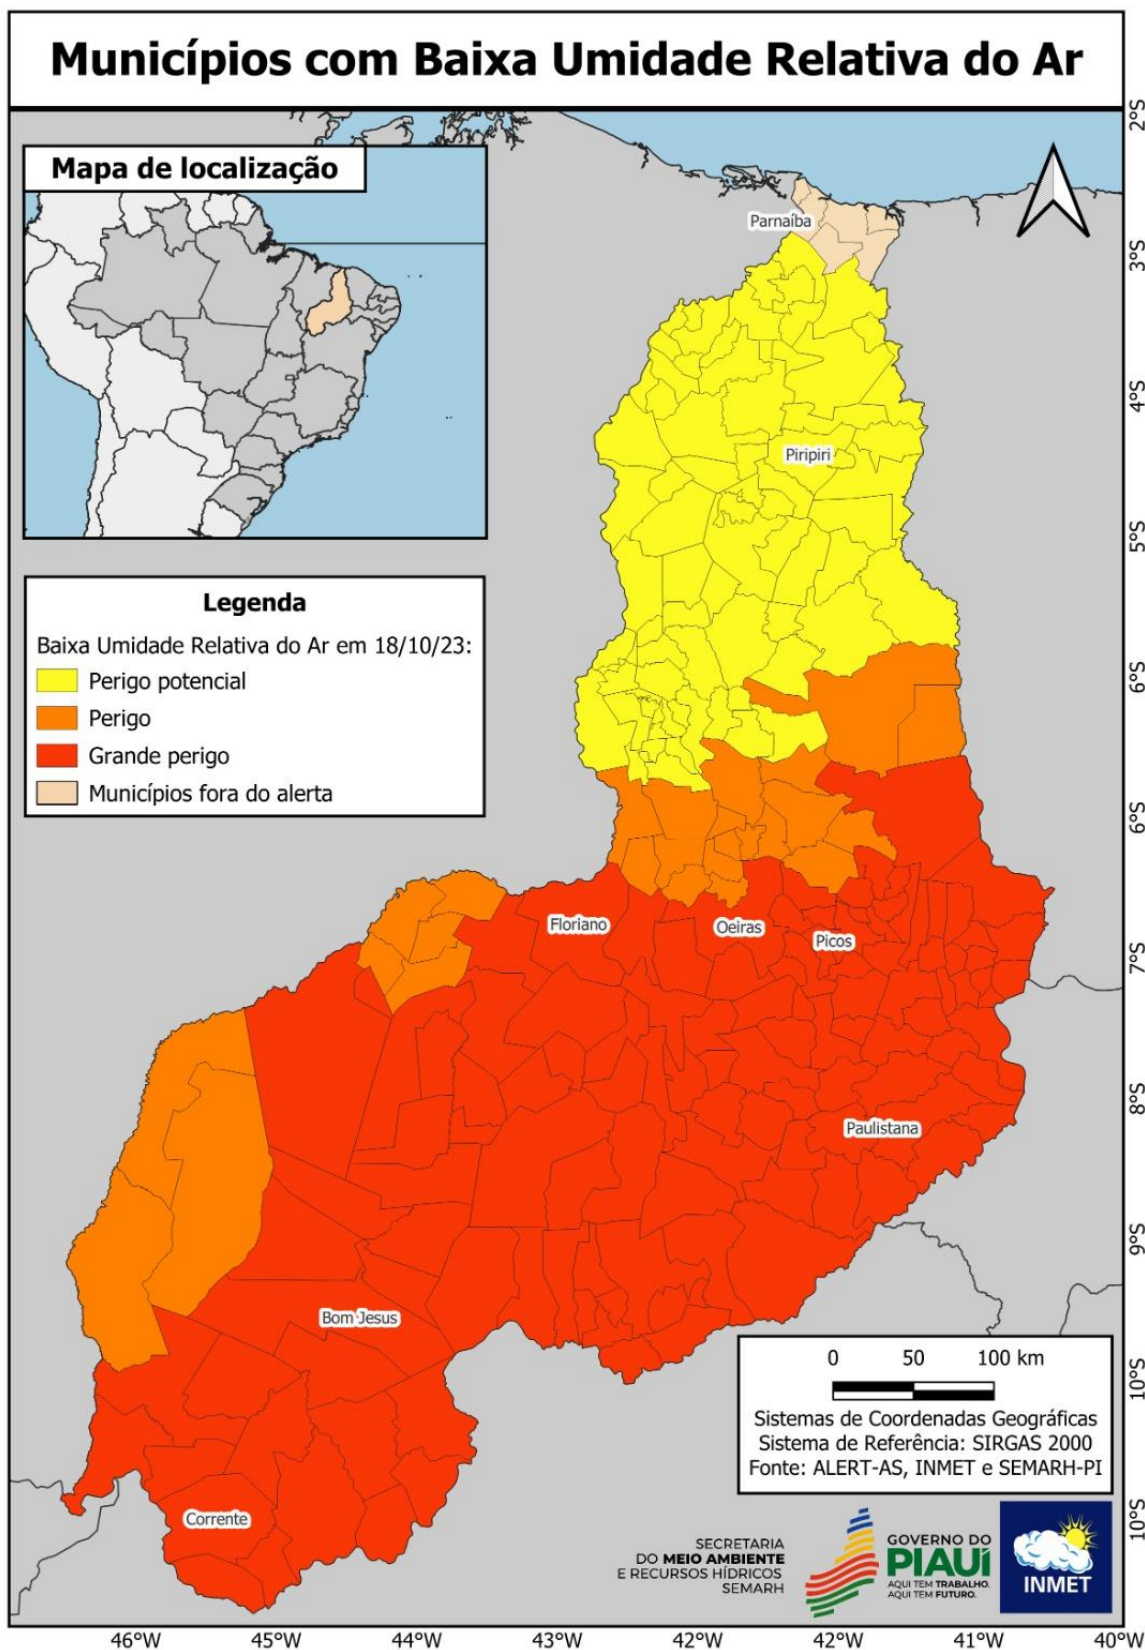 Municípios com Baixa Umidade Relativa do Ar
Mapa de localização
2°S
3°S
4°S
5°S
6°S
6°S
7°S
8°S
9°S
10°S
10°S
Parnaíba
Piripiri
Legenda
Baixa Umidade Relativa do Ar em 18/10/23:
Perigo potencial
Perigo
Grande perigo
Municípios fora do alerta
Floriano
Oeiras
Picos
Paulistana
Bom Jesus
Corrente
0 50 100 km
Sistemas de Coordenadas Geográficas
Sistema de Referência: SIRGAS 2000
Fonte: ALERT-AS, INMET e SEMARH-PI
SECRETARIA
DO MEIO AMBIENTE
E RECURSOS HÍDRICOS
SEMARH
GOVERNO DO
PIAUÍ
AQUI TEM TRABALHO.
AQUI TEM FUTURO.
INMET
46°W 45°W 44°W 43°W 42°W 42°W 41°W 40°W